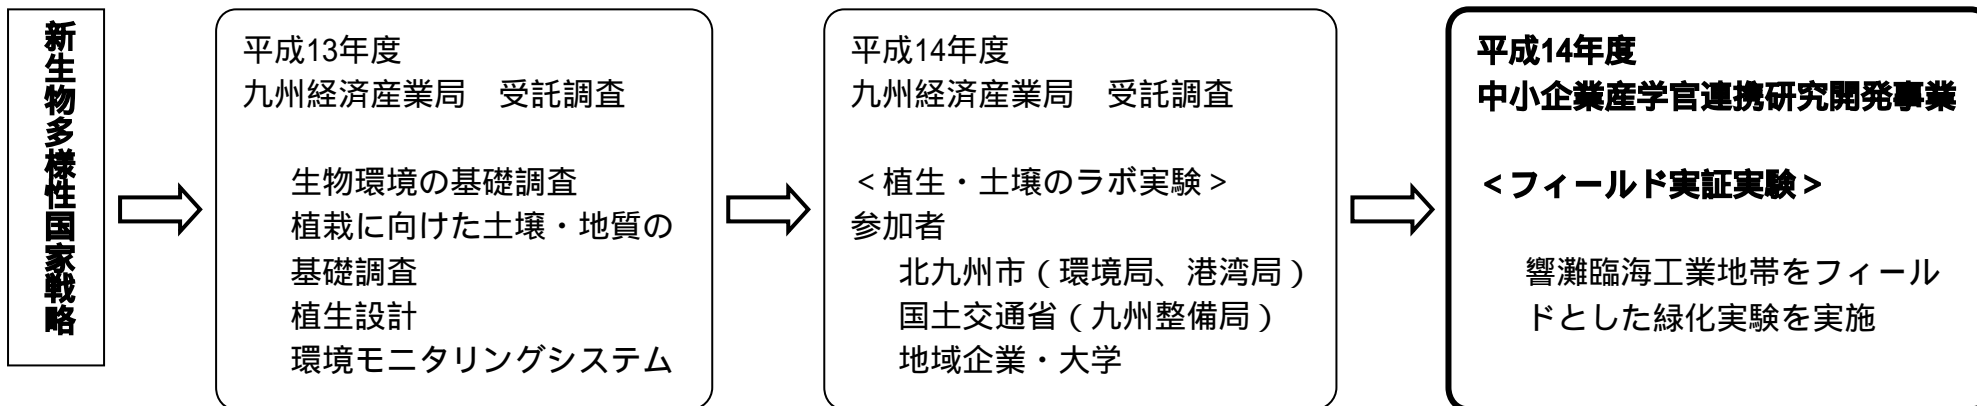 新生物多様性国家戦略
平成13年度
九州経済産業局　受託調査
生物環境の基礎調査
植栽に向けた土壌・地質の
基礎調査
植生設計
環境モニタリングシステム
平成14年度
九州経済産業局　受託調査
＜植生・土壌のラボ実験＞
参加者
北九州市（環境局、港湾局）
国土交通省（九州整備局）
地域企業・大学
平成14年度
中小企業産学官連携研究開発事業
＜フィールド実証実験＞
響灘臨海工業地帯をフィール
ドとした緑化実験を実施